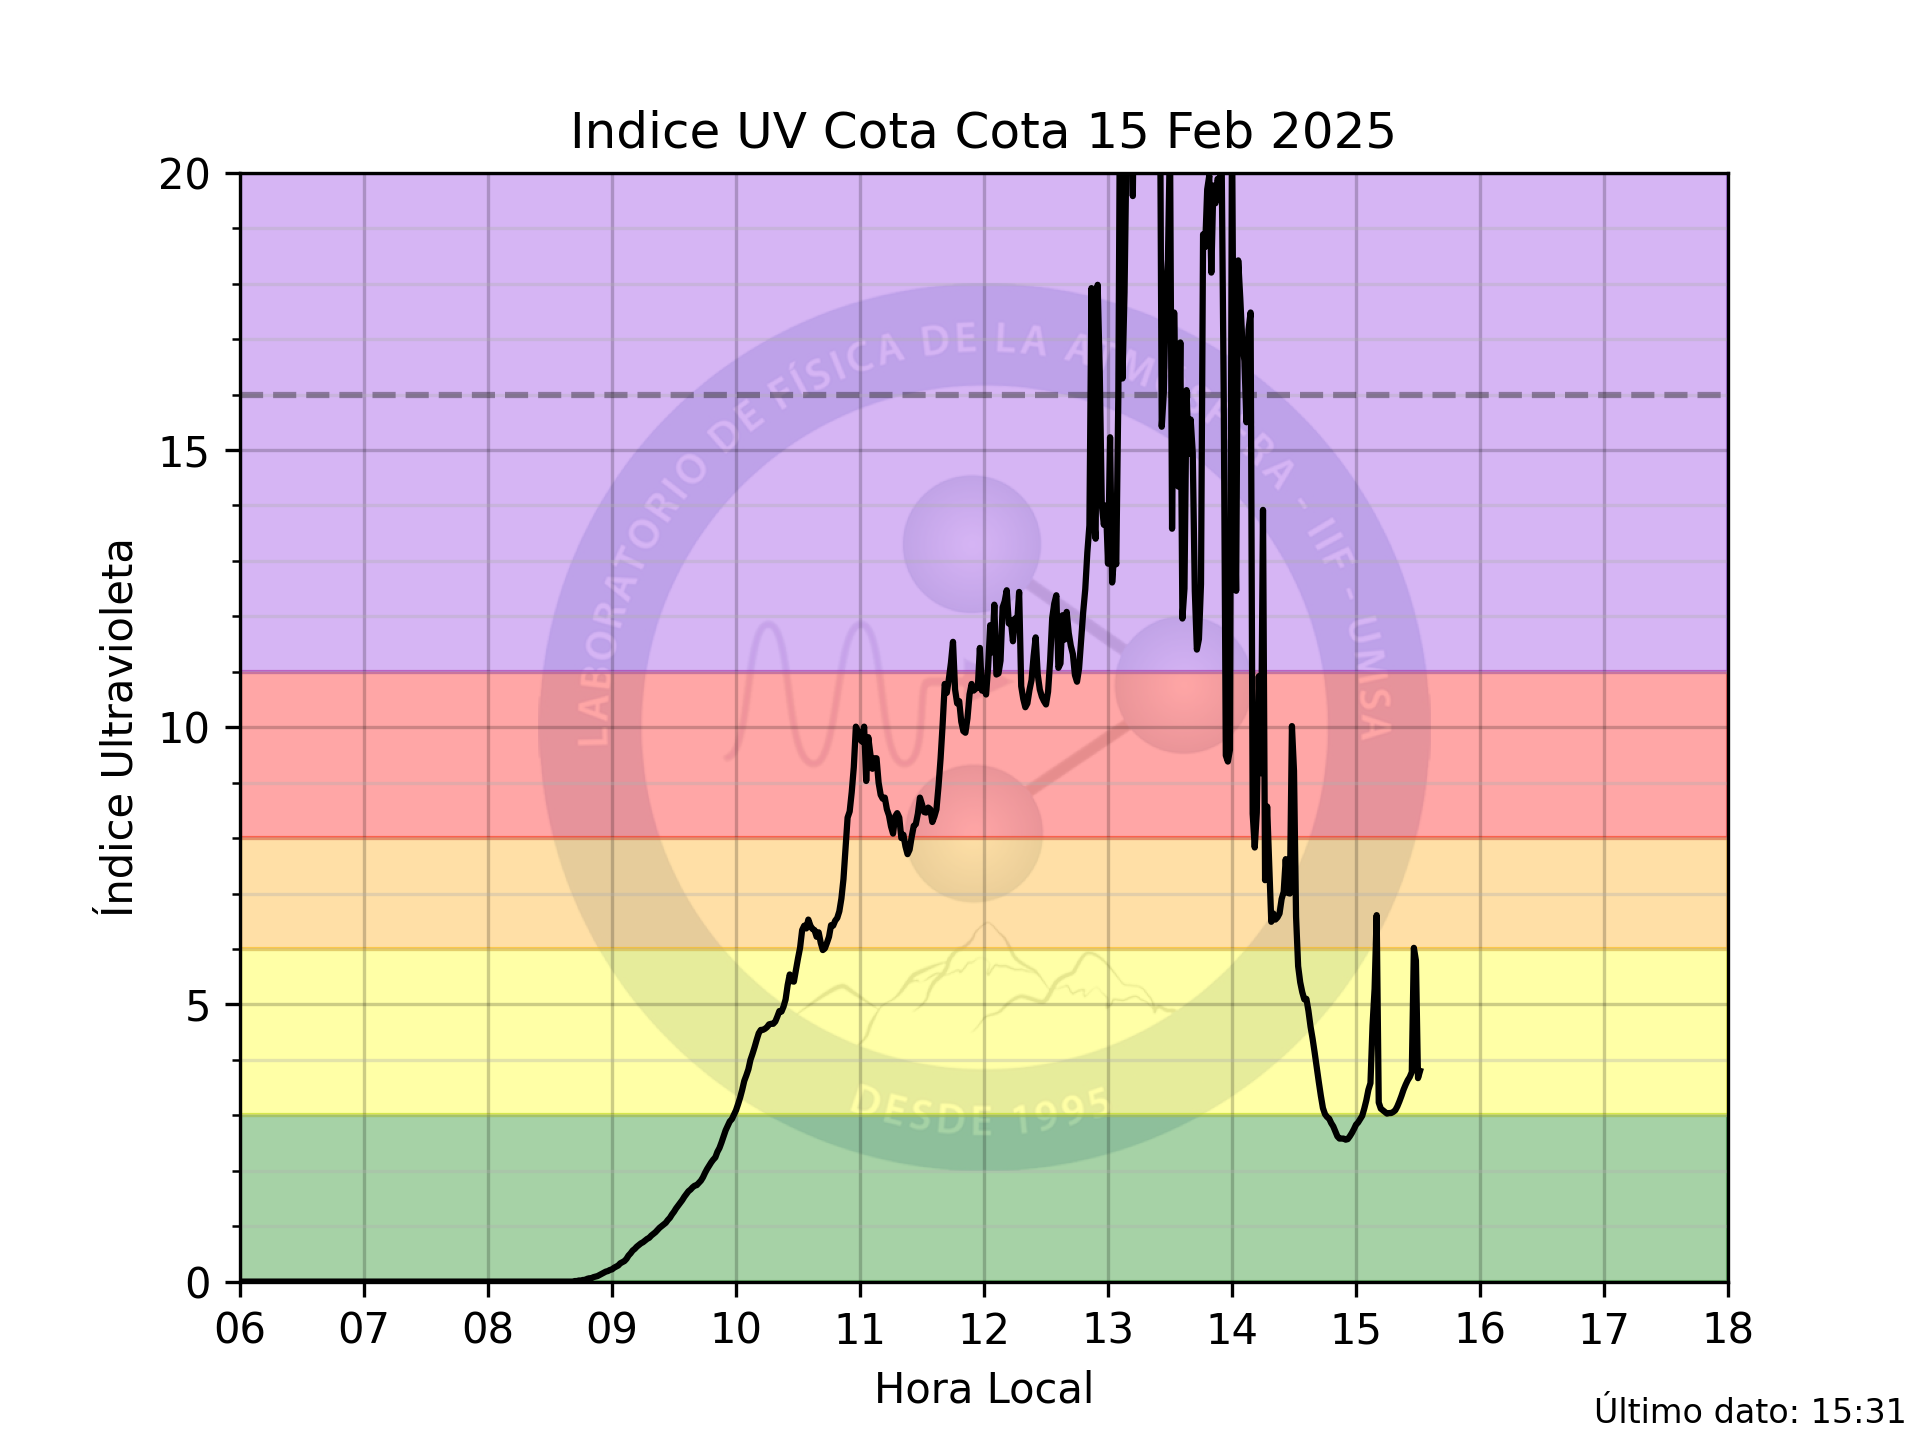 Indice UV Cota Cota 15 Feb 2025
20
15
10
5
0
Índice Ultravioleta
LABORATORIO DE FÍSICA DE LA ATMÓSFERA - IIF - UMSA
DESDE 1995
06 07 08 09 10 11 12 13 14 15 16 17 18
Hora Local
Último dato: 15:31